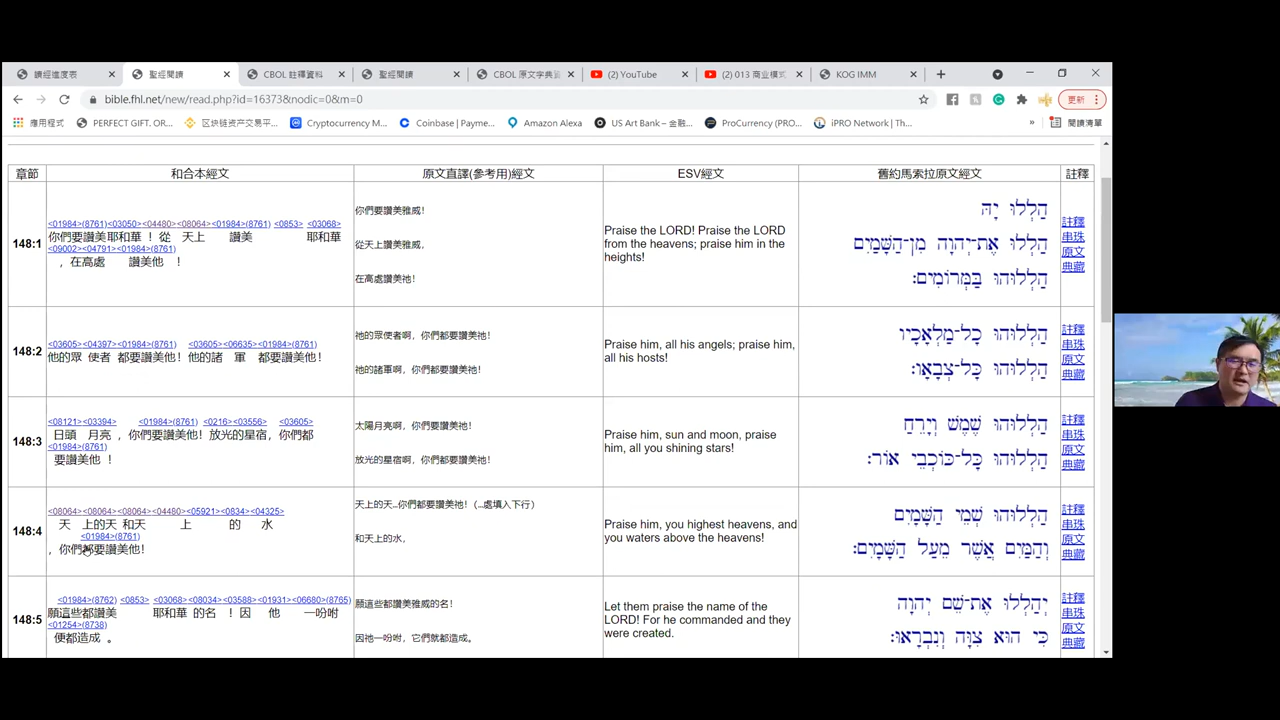 讀經進度表
聖經閱讀
CBOL 註釋資料
聖經閱讀
CBOL 原文字典資
(2) YouTube
(2) 013 商业模式
KOG IMM
bible.fhl.net/new/read.php?id=16373&nodic=0&m=0
更新
應用程式
PERFECT GIFT. OR...
区块链资产交易平...
Cryptocurrency M...
Coinbase | Payme...
Amazon Alexa
US Art Bank – 金融...
ProCurrency (PRO...
iPRO Network | Th...
»
閱讀清單
章節 和合本經文 原文直譯(參考用)經文 ESV經文 舊約馬索拉原文經文 註釋
148:1
<01984>(8761)<03050><04480><08064><01984>(8761) <0853> <03068>
你們要讚美耶和華 ! 從 天上 讚美 耶和華
<09002><04791><01984>(8761)
, 在高處 讚美他 !
你們要讚美雅威!
從天上讚美雅威,
在高處讚美祂!
Praise the LORD! Praise the LORD
from the heavens; praise him in the
heights!
הַלְלוּ יָהּ
הַלְלוּ אֶת־יְהוָה מִן־הַשָּׁמַיִם
הַלְלוּהוּ בַּמְּרוֹמִים׃
註釋
串珠
原文
典藏
148:2
<03605><04397><01984>(8761) <03605><06635><01984>(8761)
他的眾 使者 都要讚美他! 他的諸 軍 都要讚美他!
祂的眾使者啊, 你們都要讚美祂!
祂的諸軍啊, 你們都要讚美祂!
Praise him, all his angels; praise him,
all his hosts!
הַלְלוּהוּ כָל־מַלְאָכָיו
הַלְלוּהוּ כָּל־צְבָאָו׃
註釋
串珠
原文
典藏
148:3
<08121><03394> <01984>(8761) <0216><03556> <03605>
日頭 月亮 , 你們要讚美他! 放光的星宿, 你們都
<01984>(8761)
要讚美他 !
太陽月亮啊, 你們要讚美祂!
放光的星宿啊, 你們都要讚美祂!
Praise him, sun and moon, praise
him, all you shining stars!
הַלְלוּהוּ שֶׁמֶשׁ וְיָרֵחַ
הַלְלוּהוּ כָּל־כּוֹכְבֵי אוֹר׃
註釋
串珠
原文
典藏
148:4
<08064><08064><08064><04480><05921><0834><04325>
天 上的天 和天 上 的 水
<01984>(8761)
, 你們都要讚美他!
天上的天…你們都要讚美祂! (…處填入下行)
和天上的水,
Praise him, you highest heavens, and
you waters above the heavens!
הַלְלוּהוּ שְׁמֵי הַשָּׁמָיִם
וְהַמַּיִם אֲשֶׁר מֵעַל הַשָּׁמָיִם׃
註釋
串珠
原文
典藏
148:5
<01984>(8762) <0853> <03068><08034><03588><01931><06680>(8765)
願這些都讚美 耶和華 的名 ! 因 他 一吩咐
<01254>(8738)
便都造成 。
願這些都讚美雅威的名!
因祂一吩咐, 它們就都造成。
Let them praise the name of the
LORD! For he commanded and they
were created.
יְהַלְלוּ אֶת־שֵׁם יְהוָה
כִּי הוּא צִוָּה וְנִבְרָאוּ׃
註釋
串珠
原文
典藏